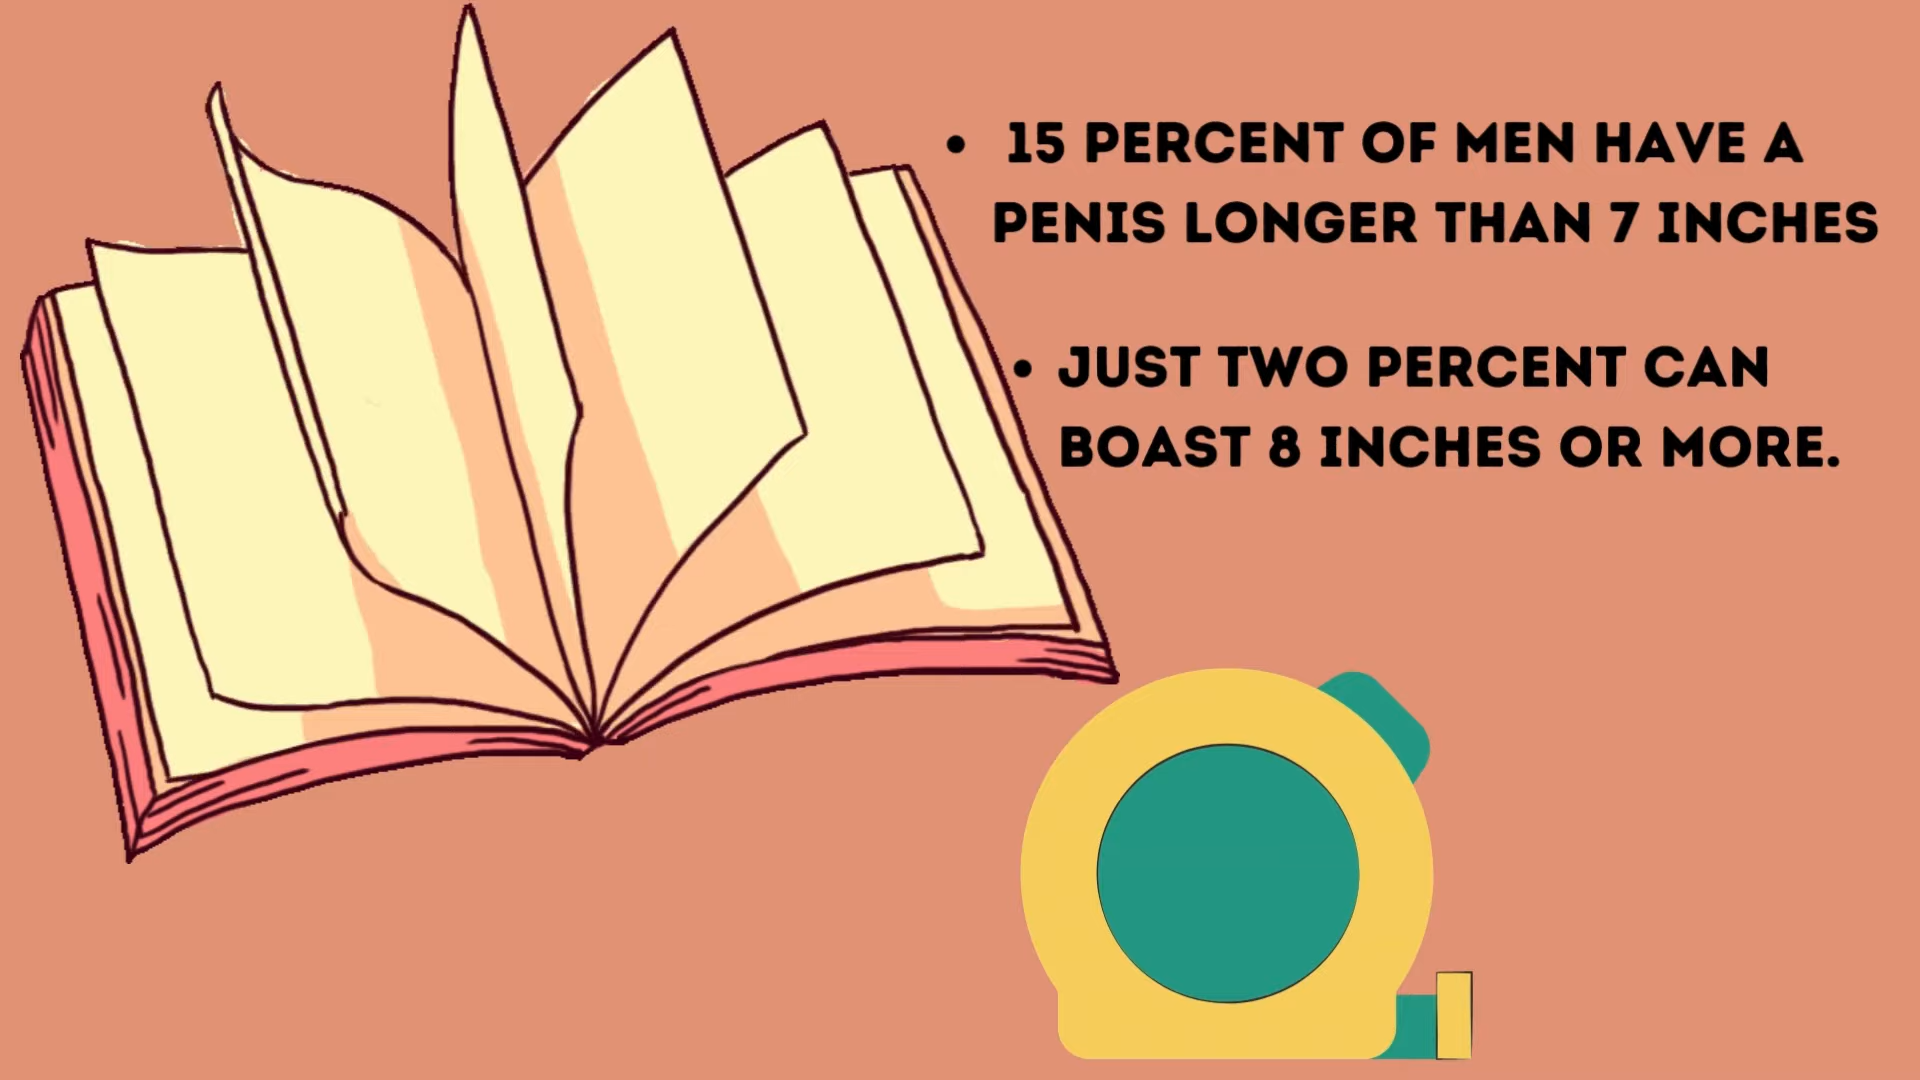 • 15 PERCENT OF MEN HAVE A
PENIS LONGER THAN 7 INCHES
• JUST TWO PERCENT CAN
BOAST 8 INCHES OR MORE.